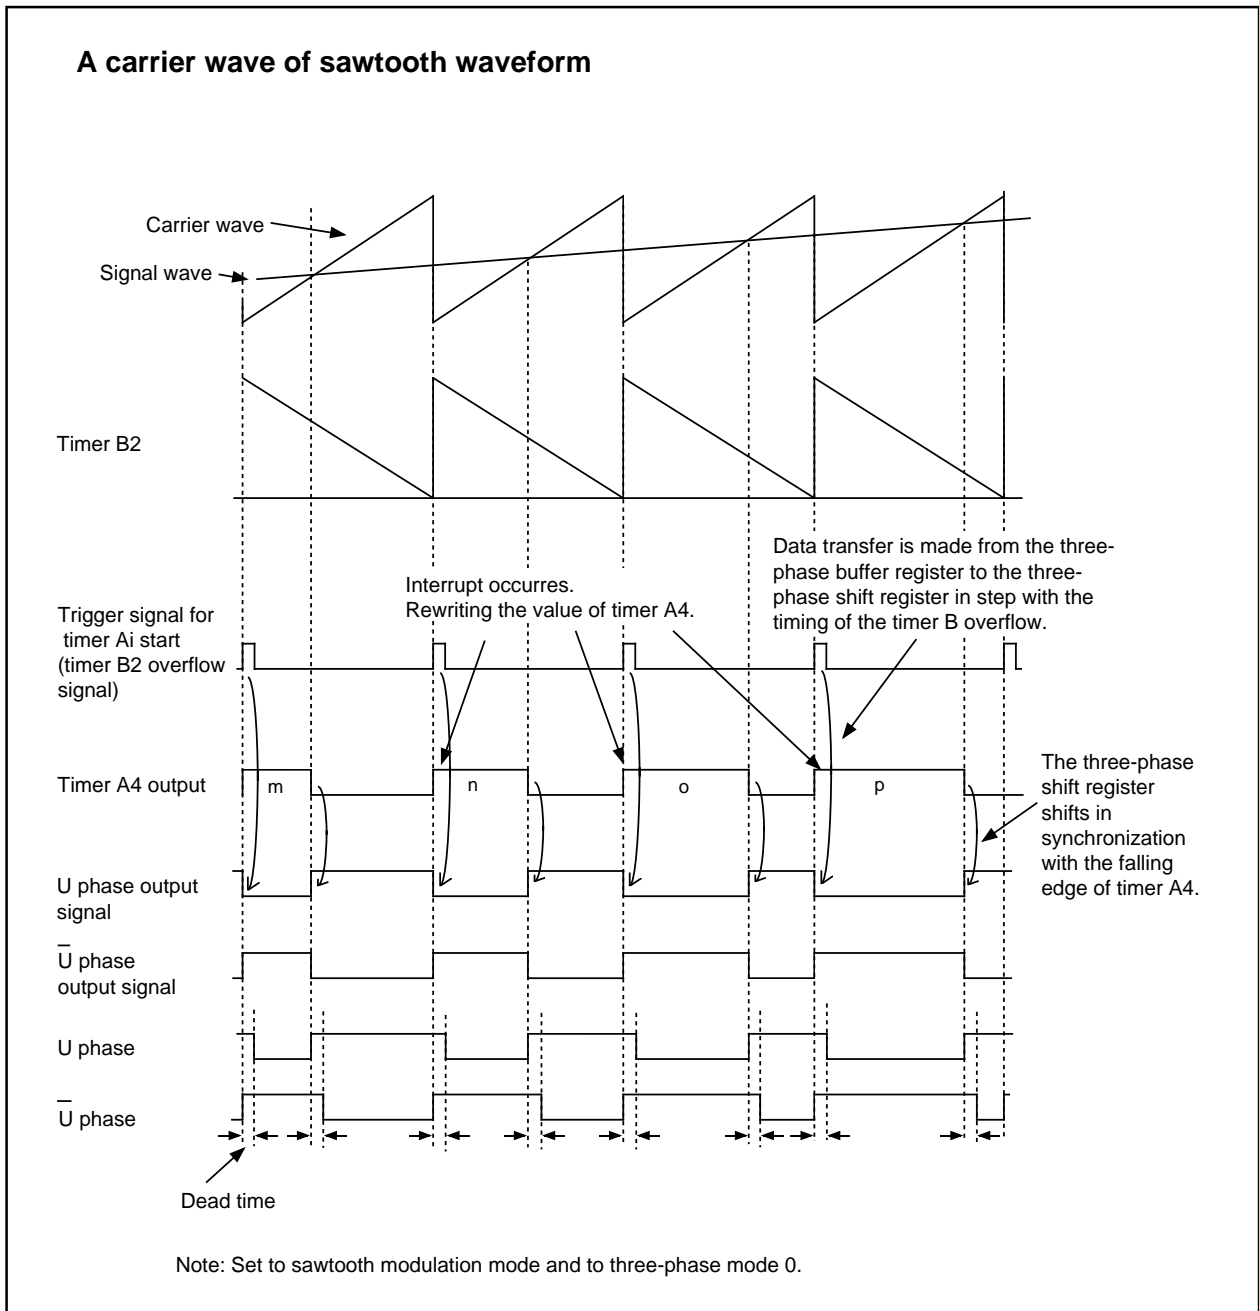 A carrier wave of sawtooth waveform
Carrier wave
Signal wave
Timer B2
Data transfer is made from the three-
phase buffer register to the three-
phase shift register in step with the
timing of the timer B overflow.
Interrupt occurres.
Rewriting the value of timer A4.
Trigger signal for
timer Ai start
(timer B2 overflow
signal)
Timer A4 output
m
n
o
p
The three-phase
shift register
shifts in
synchronization
with the falling
edge of timer A4.
U phase output
signal
U̅ phase
output signal
U phase
U̅ phase
Dead time
Note: Set to sawtooth modulation mode and to three-phase mode 0.